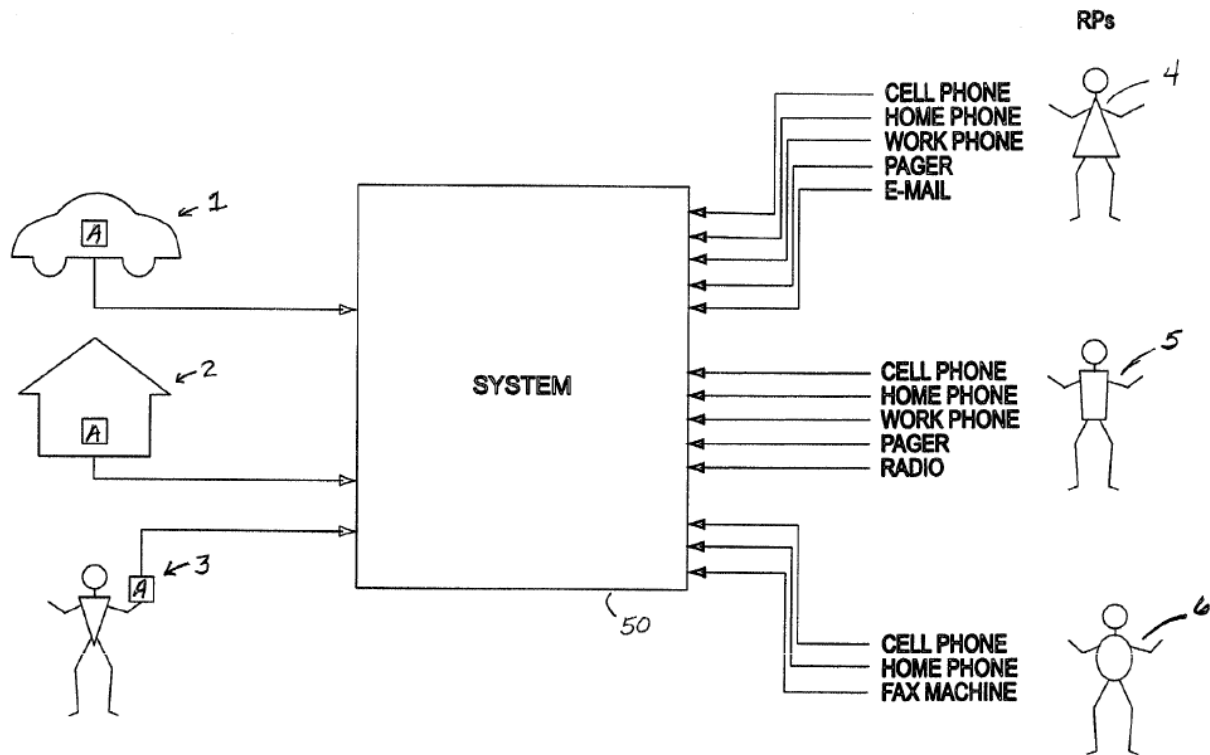 RPs
4
CELL PHONE
HOME PHONE
WORK PHONE
PAGER
E-MAIL
1
A
SYSTEM
2
A
5
CELL PHONE
HOME PHONE
WORK PHONE
PAGER
RADIO
3
A
50
6
CELL PHONE
HOME PHONE
FAX MACHINE